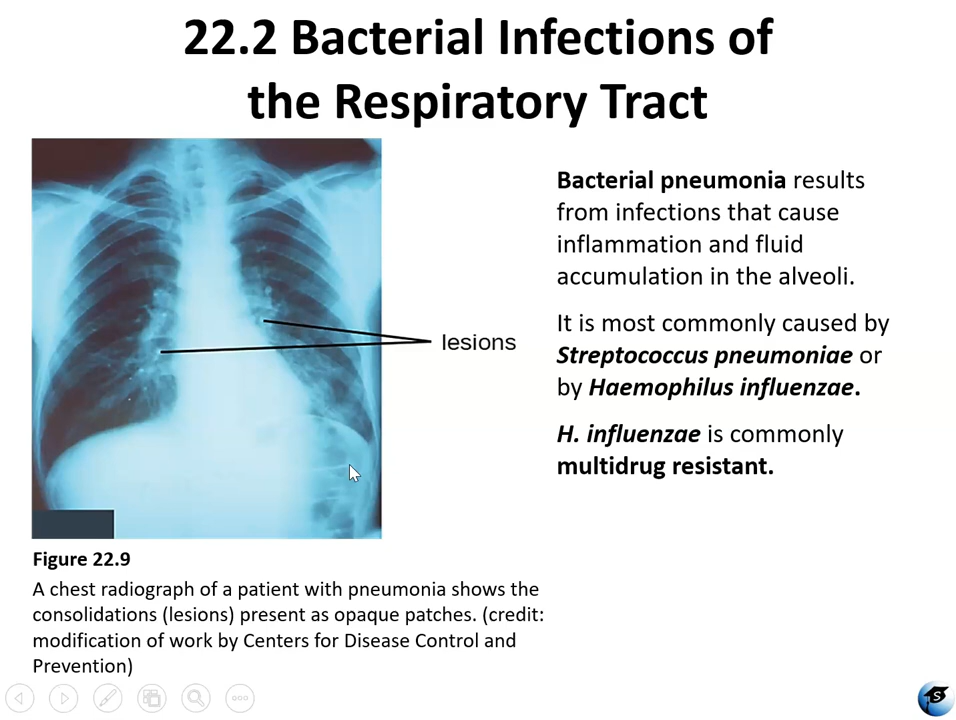 22.2 Bacterial Infections of
the Respiratory Tract
lesions
Bacterial pneumonia results
from infections that cause
inflammation and fluid
accumulation in the alveoli.
It is most commonly caused by
Streptococcus pneumoniae or
by Haemophilus influenzae.
H. influenzae is commonly
multidrug resistant.
Figure 22.9
A chest radiograph of a patient with pneumonia shows the
consolidations (lesions) present as opaque patches. (credit:
modification of work by Centers for Disease Control and
Prevention)
S